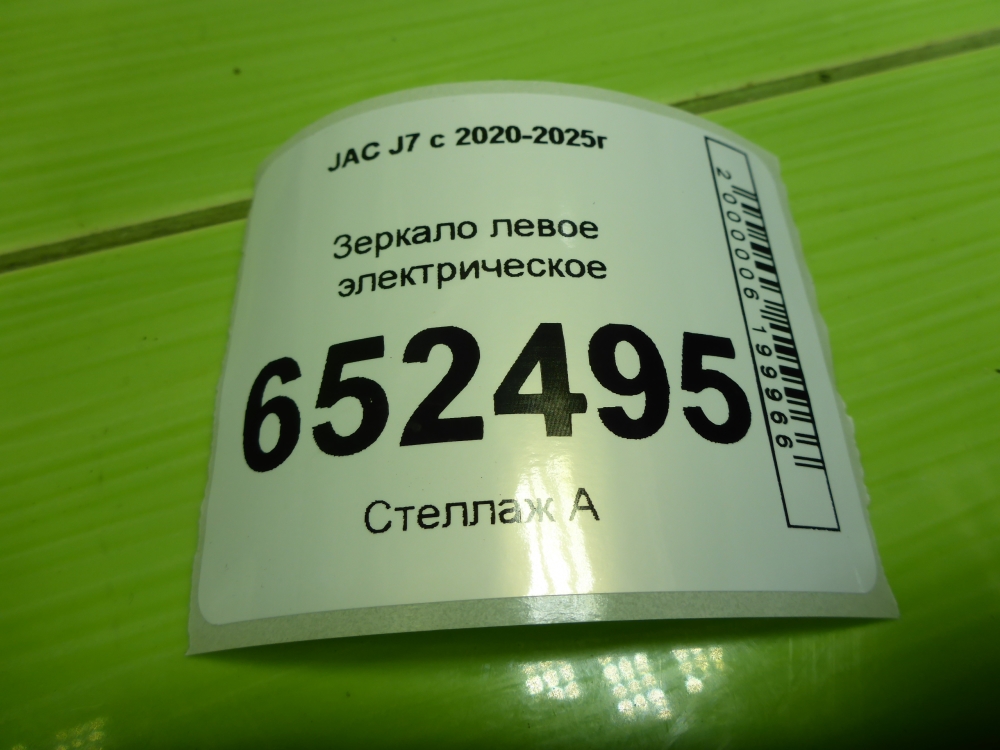 JAC J7 с 2020-2025г
Зеркало левое
электрическое
652495
Стеллаж А
2000006199966